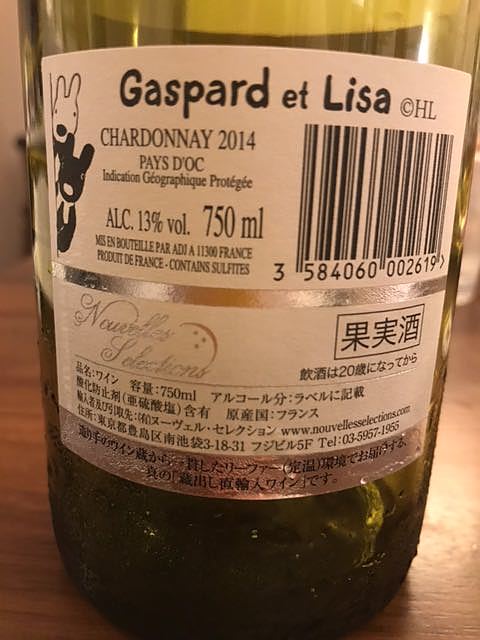 Gaspard et Lisa ©HL
CHARDONNAY 2014
PAYS D'OC
Indication Géographique Protégée
ALC. 13% vol. 750 ml
MIS EN BOUTEILLE PAR ADJ A 11300 FRANCE
PRODUIT DE FRANCE - CONTAINS SULFITES
3 584060 002619 >
Nouvelles
Selections
果実酒
飲酒は20歳になってから
品名:ワイン 容量:750ml アルコール分:ラベルに記載
酸化防止剤(亜硫酸塩)含有 原産国:フランス
輸入者及び引取先:(有)ヌーヴェル・セレクション www.nouvellesselections.com
住所:東京都豊島区南池袋3-18-31 フジビル5F Tel:03-5957-1955
造り手のワイン蔵から、一貫したリーファー(定温)環境でお届けする、
真の「蔵出し直輸入ワイン」です。